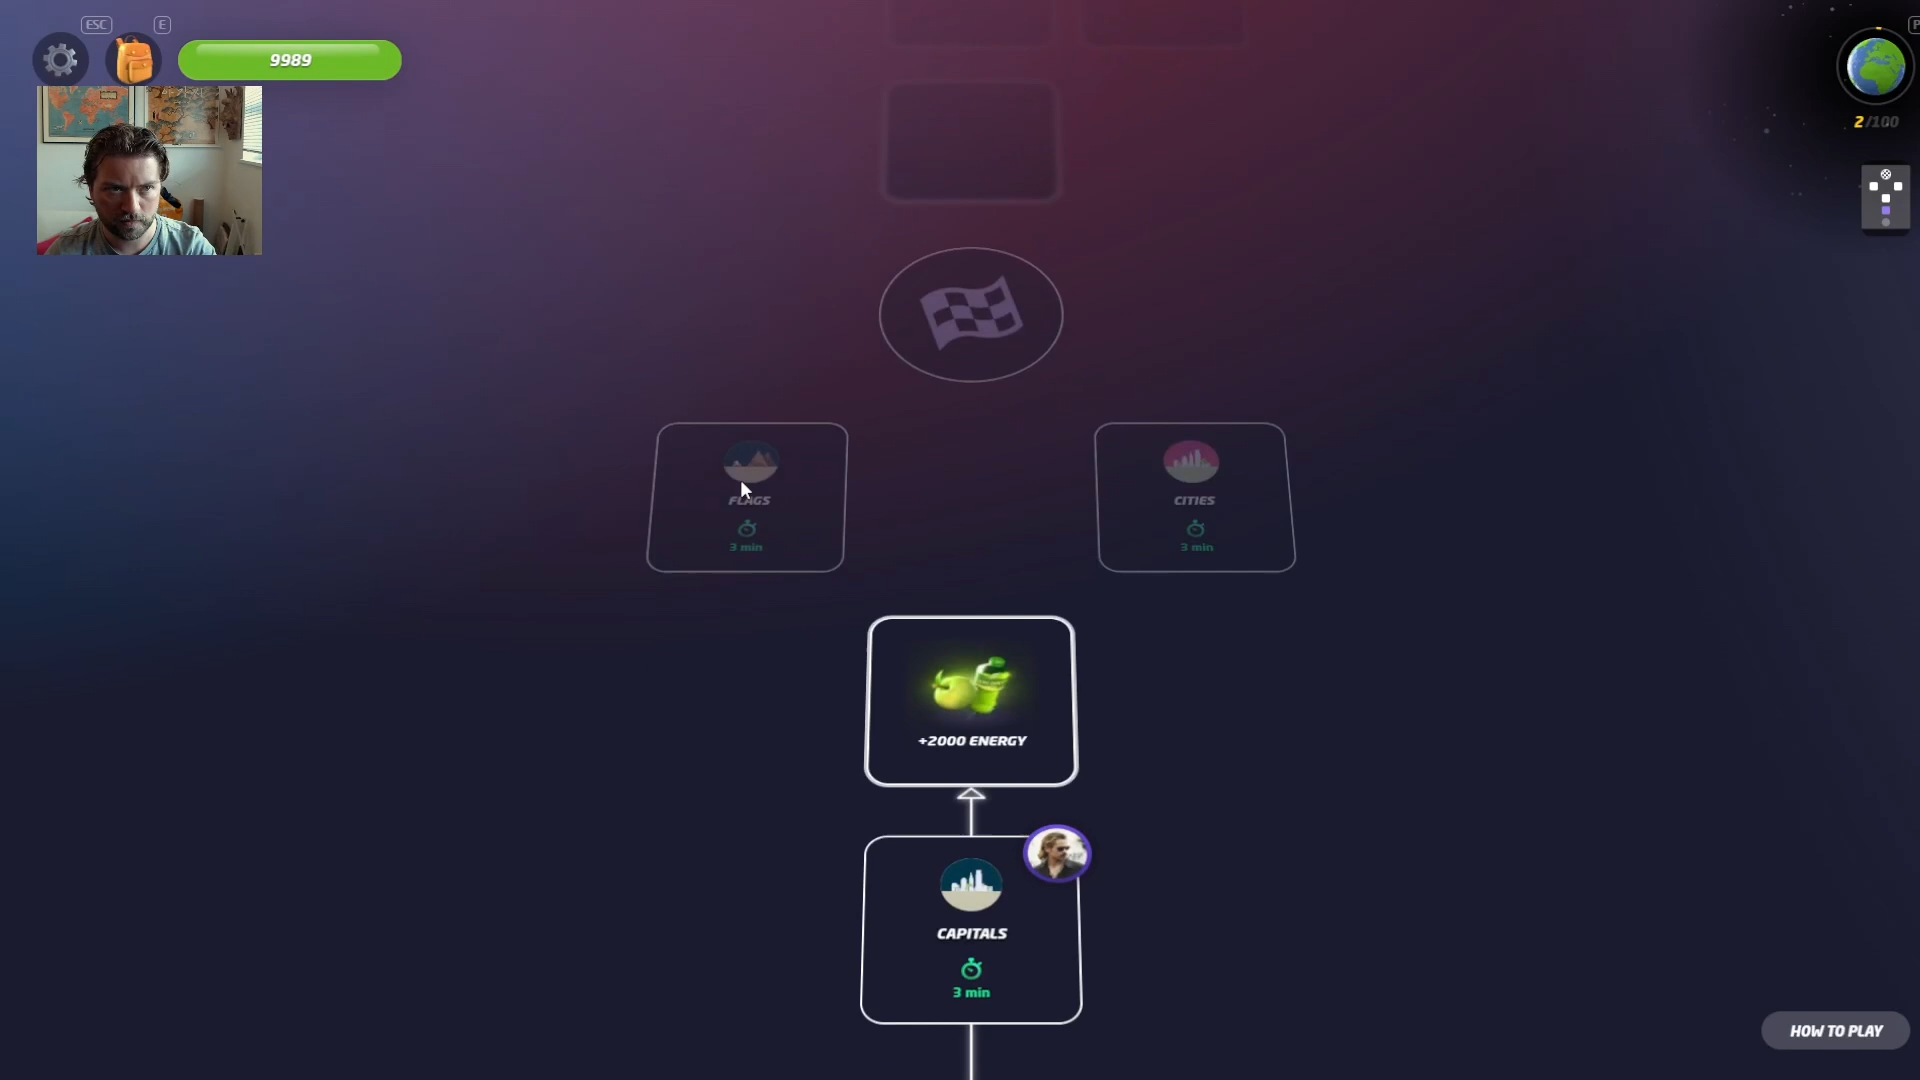 ESC
E
9989
P
2/100
FLAGS
3 min
CITIES
3 min
+2000 ENERGY
CAPITALS
3 min
HOW TO PLAY